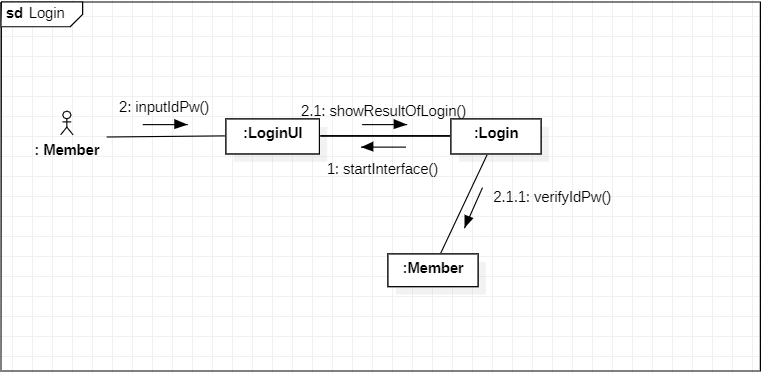 sd Login
2: inputIdPw()
2.1: showResultOfLogin()
:LoginUI
:Login
: Member
1: startInterface()
2.1.1: verifyIdPw()
:Member